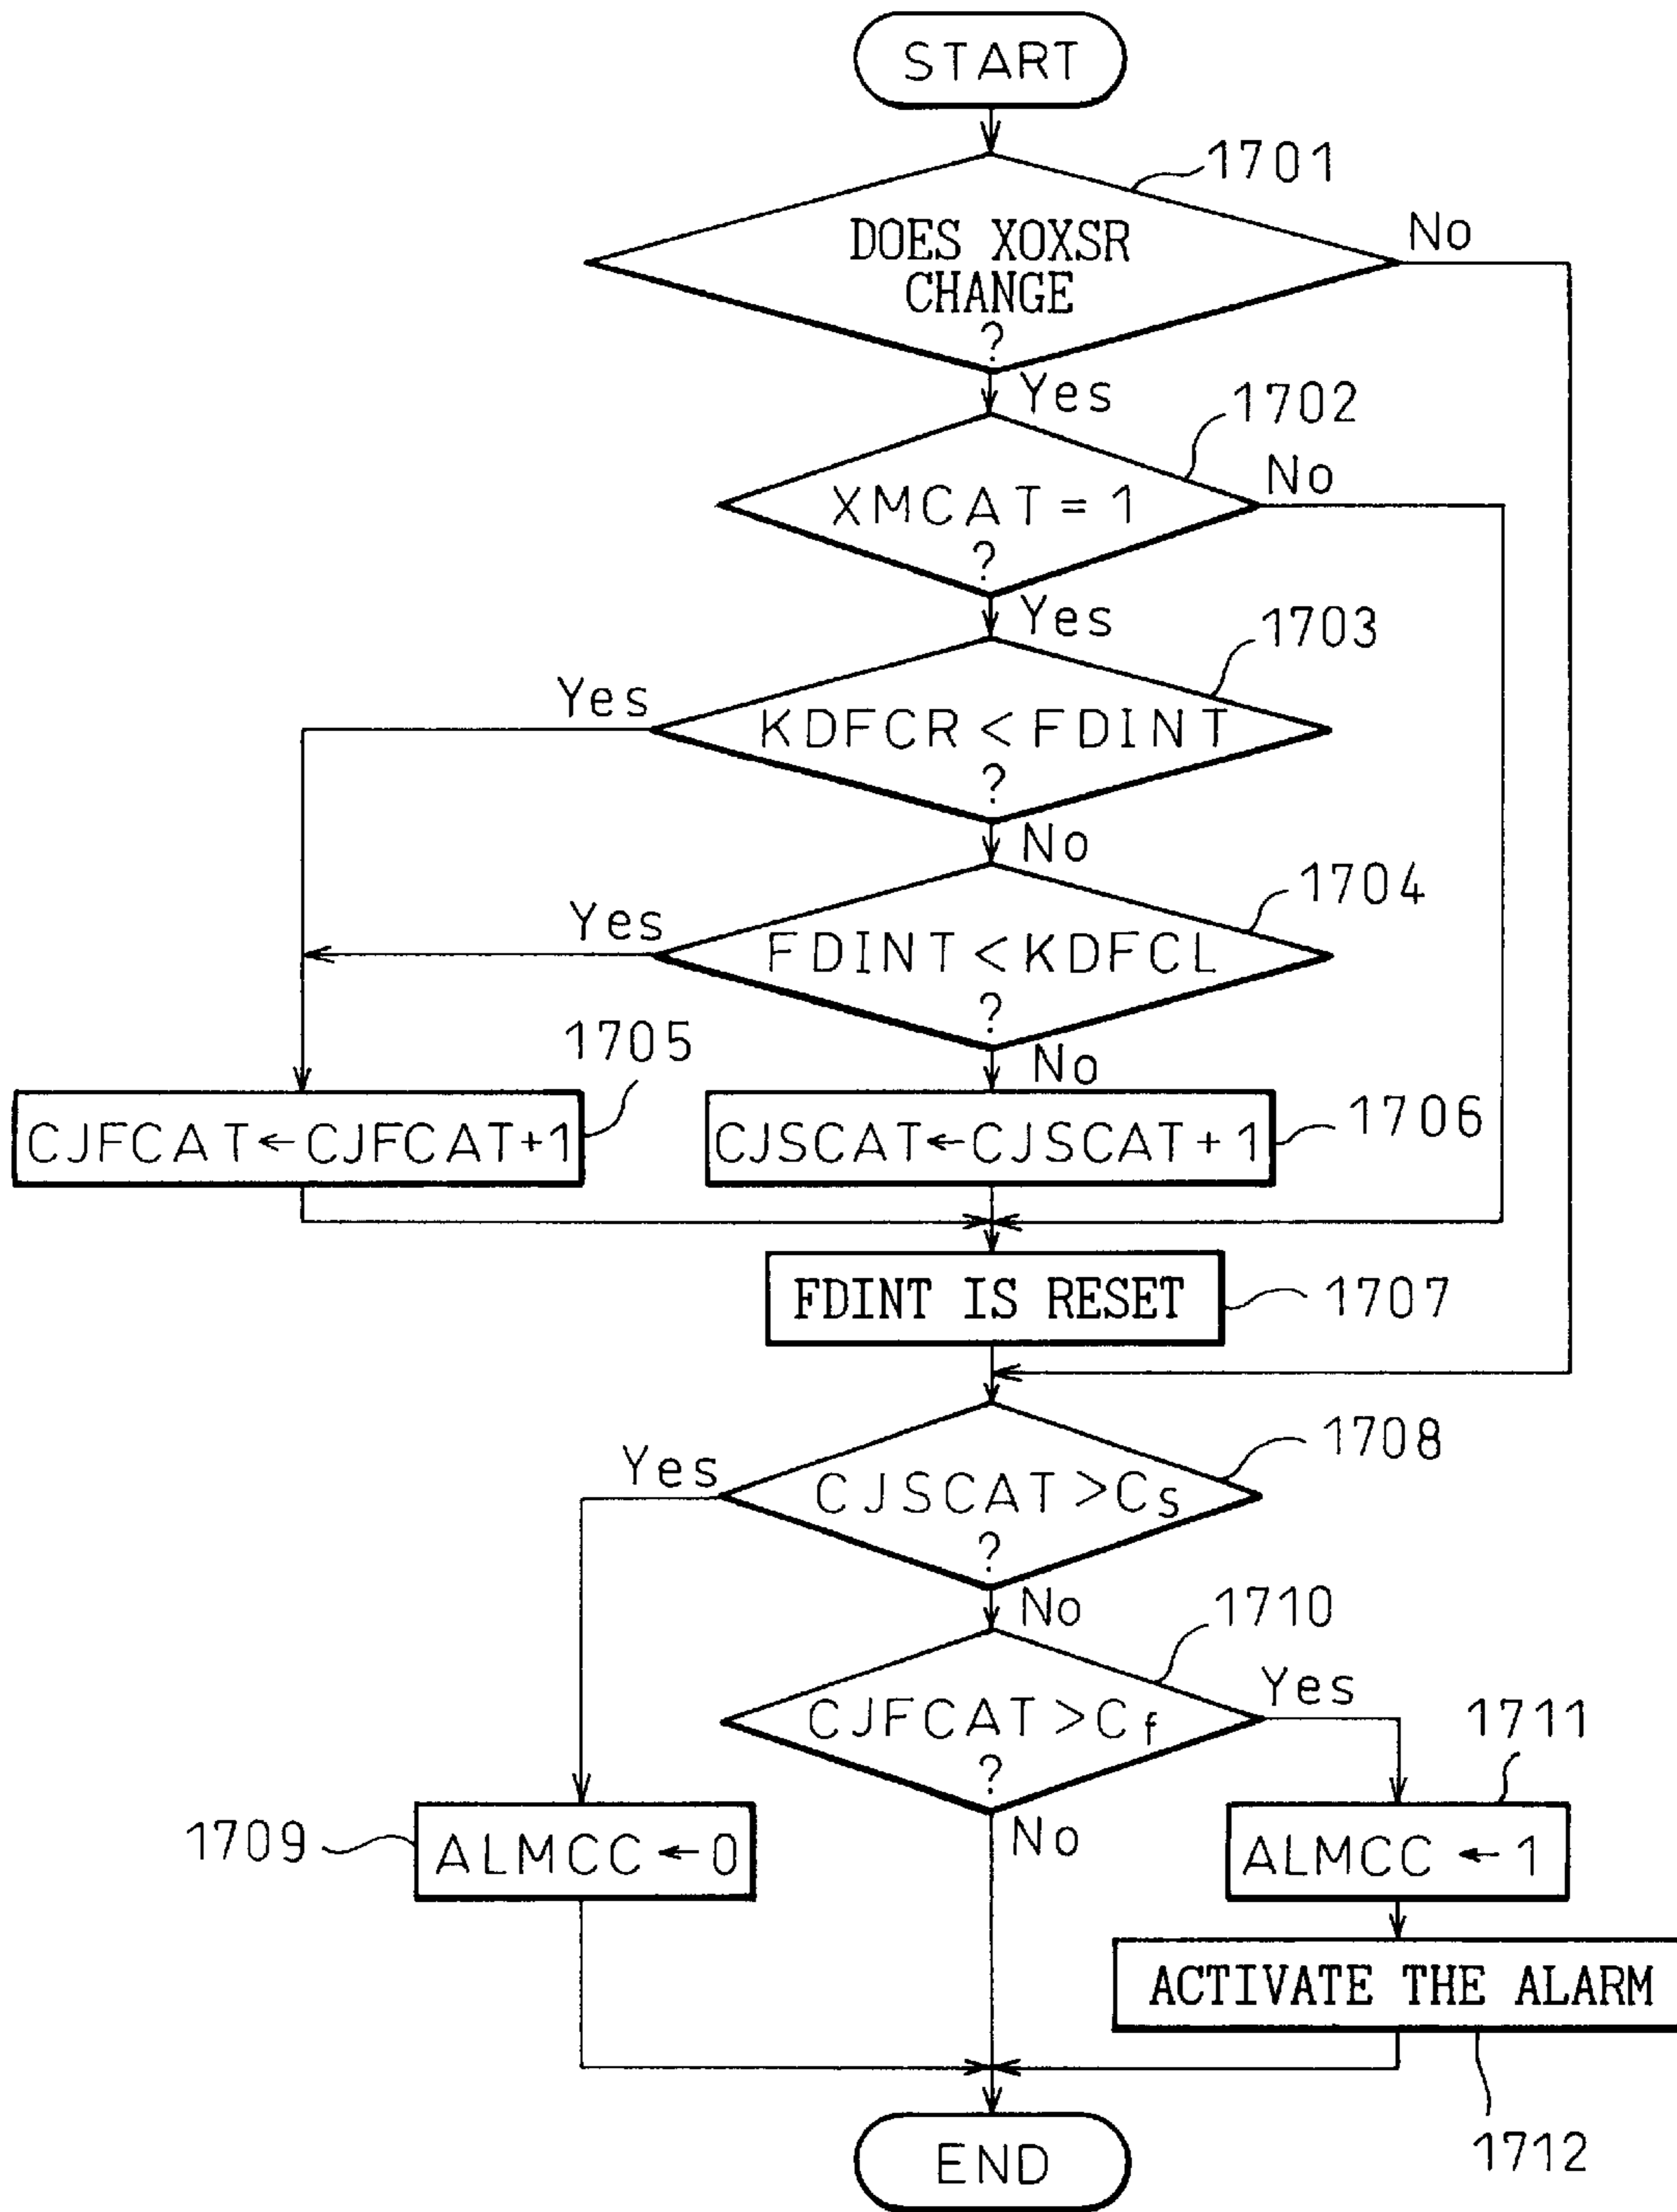 START
1701
DOES XOXSR
CHANGE
?
No
Yes
1702
XMCAT = 1
?
No
Yes
1703
KDFCR < FDINT
?
Yes
No
1704
FDINT < KDFCL
?
Yes
No
1705
CJFCAT ← CJFCAT+1
CJSCAT ← CJSCAT + 1
1706
FDINT IS RESET
1707
1708
CJSCAT > Cs
?
Yes
No
1710
CJFCAT > Cf
?
Yes
No
1711
1709
ALMCC ← 0
ALMCC ← 1
ACTIVATE THE ALARM
1712
END